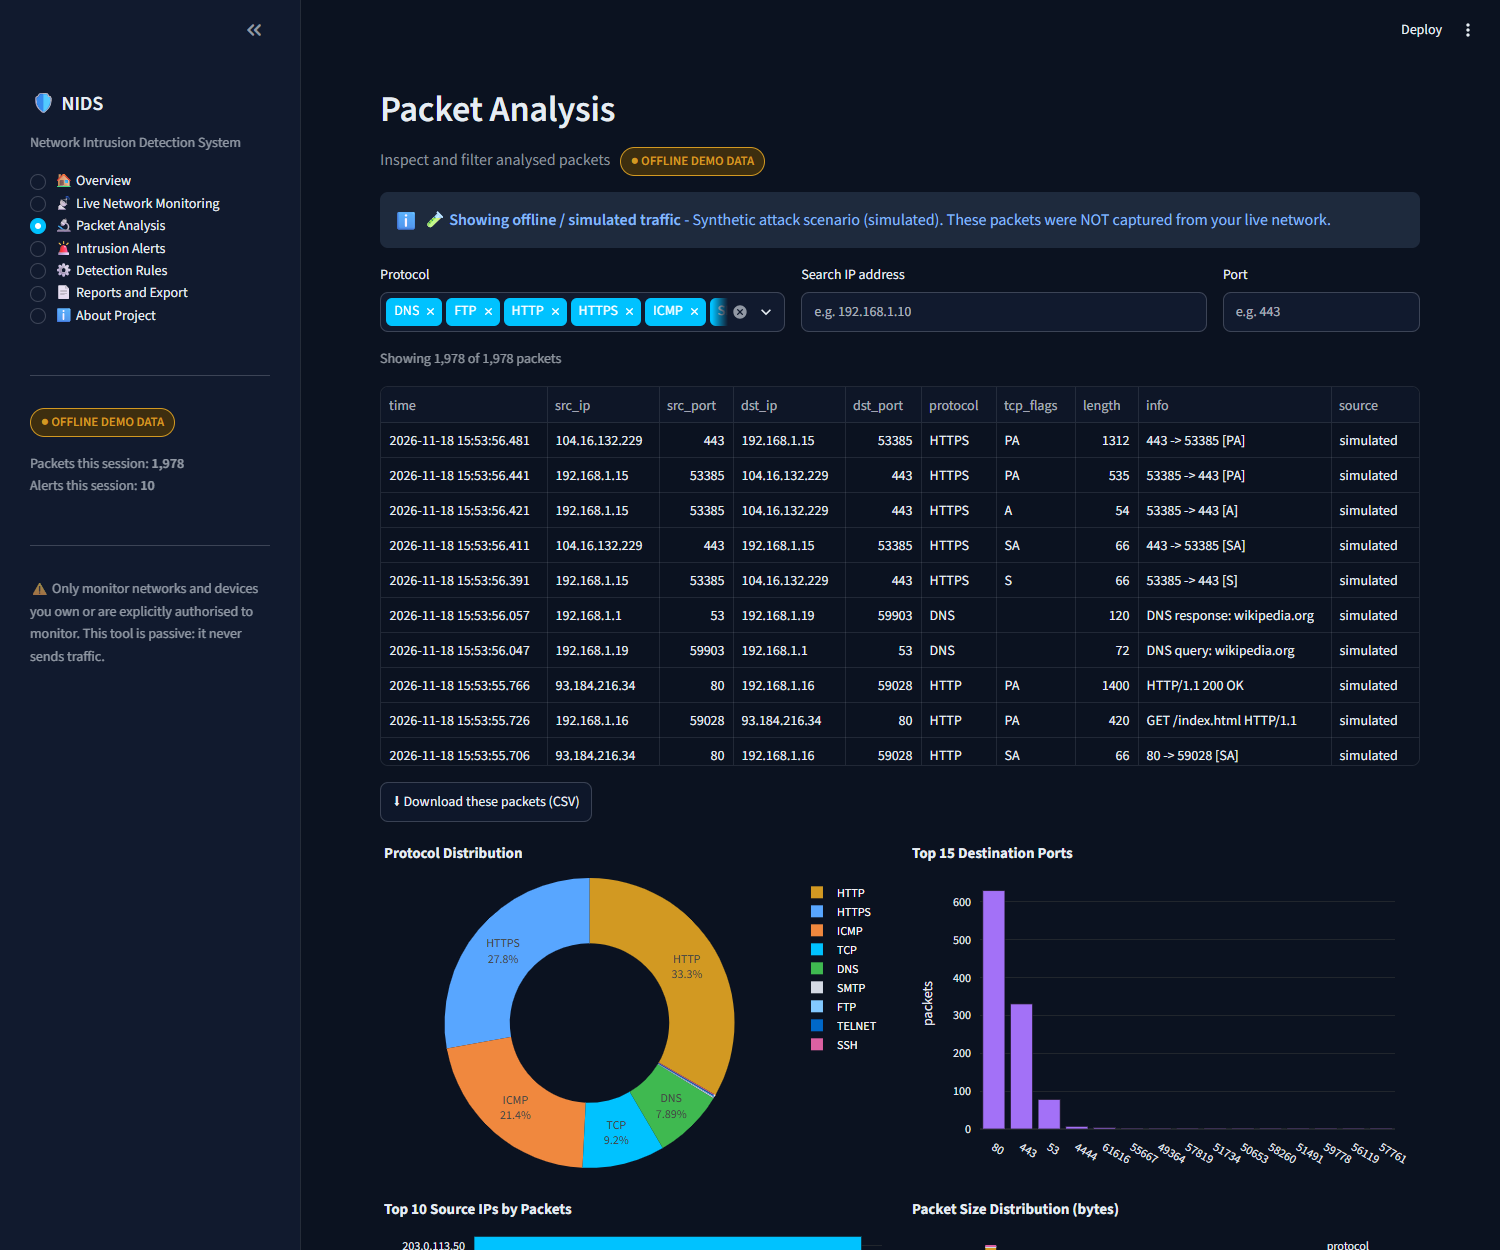 Deploy
NIDS
Network Intrusion Detection System
Overview
Live Network Monitoring
Packet Analysis
Intrusion Alerts
Detection Rules
Reports and Export
About Project
OFFLINE DEMO DATA
Packets this session: 1,978
Alerts this session: 10
Only monitor networks and devices
you own or are explicitly authorised to
monitor. This tool is passive: it never
sends traffic.
Packet Analysis
Inspect and filter analysed packets OFFLINE DEMO DATA
Showing offline / simulated traffic - Synthetic attack scenario (simulated). These packets were NOT captured from your live network.
Protocol Search IP address Port
DNS FTP HTTP HTTPS ICMP e.g. 192.168.1.10 e.g. 443
Showing 1,978 of 1,978 packets
time src_ip src_port dst_ip dst_port protocol tcp_flags length info source
2026-11-18 15:53:56.481 104.16.132.229 443 192.168.1.15 53385 HTTPS PA 1312 443 -> 53385 [PA] simulated
2026-11-18 15:53:56.441 192.168.1.15 53385 104.16.132.229 443 HTTPS PA 535 53385 -> 443 [PA] simulated
2026-11-18 15:53:56.421 192.168.1.15 53385 104.16.132.229 443 HTTPS A 54 53385 -> 443 [A] simulated
2026-11-18 15:53:56.411 104.16.132.229 443 192.168.1.15 53385 HTTPS SA 66 443 -> 53385 [SA] simulated
2026-11-18 15:53:56.391 192.168.1.15 53385 104.16.132.229 443 HTTPS S 66 53385 -> 443 [S] simulated
2026-11-18 15:53:56.057 192.168.1.1 53 192.168.1.19 59903 DNS 120 DNS response: wikipedia.org simulated
2026-11-18 15:53:56.047 192.168.1.19 59903 192.168.1.1 53 DNS 72 DNS query: wikipedia.org simulated
2026-11-18 15:53:55.766 93.184.216.34 80 192.168.1.16 59028 HTTP PA 1400 HTTP/1.1 200 OK simulated
2026-11-18 15:53:55.726 192.168.1.16 59028 93.184.216.34 80 HTTP PA 420 GET /index.html HTTP/1.1 simulated
2026-11-18 15:53:55.706 93.184.216.34 80 192.168.1.16 59028 HTTP SA 66 80 -> 59028 [SA] simulated
Download these packets (CSV)
Protocol Distribution
HTTPS
27.8%
HTTP
33.3%
ICMP
21.4%
TCP
9.2%
DNS
7.89%
HTTP
HTTPS
ICMP
TCP
DNS
SMTP
FTP
TELNET
SSH
Top 15 Destination Ports
packets
600
500
400
300
200
100
0
80 443 53 4444 61616 55667 49364 57819 51734 50653 58260 51491 59778 56119 57761
Top 10 Source IPs by Packets
203.0.113.50
Packet Size Distribution (bytes)
protocol